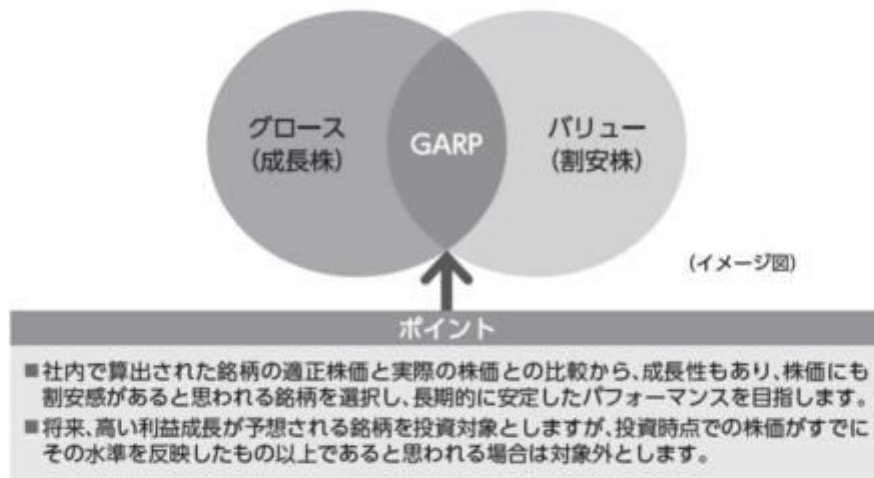 グロース
(成長株)
GARP
バリュー
(割安株)
(イメージ図)
ポイント
■社内で算出された銘柄の適正株価と実際の株価との比較から、成長性もあり、株価にも
割安感があると思われる銘柄を選択し、長期的に安定したパフォーマンスを目指します。
■将来、高い利益成長が予想される銘柄を投資対象としますが、投資時点での株価がすでに
その水準を反映したもの以上であると思われる場合は対象外とします。